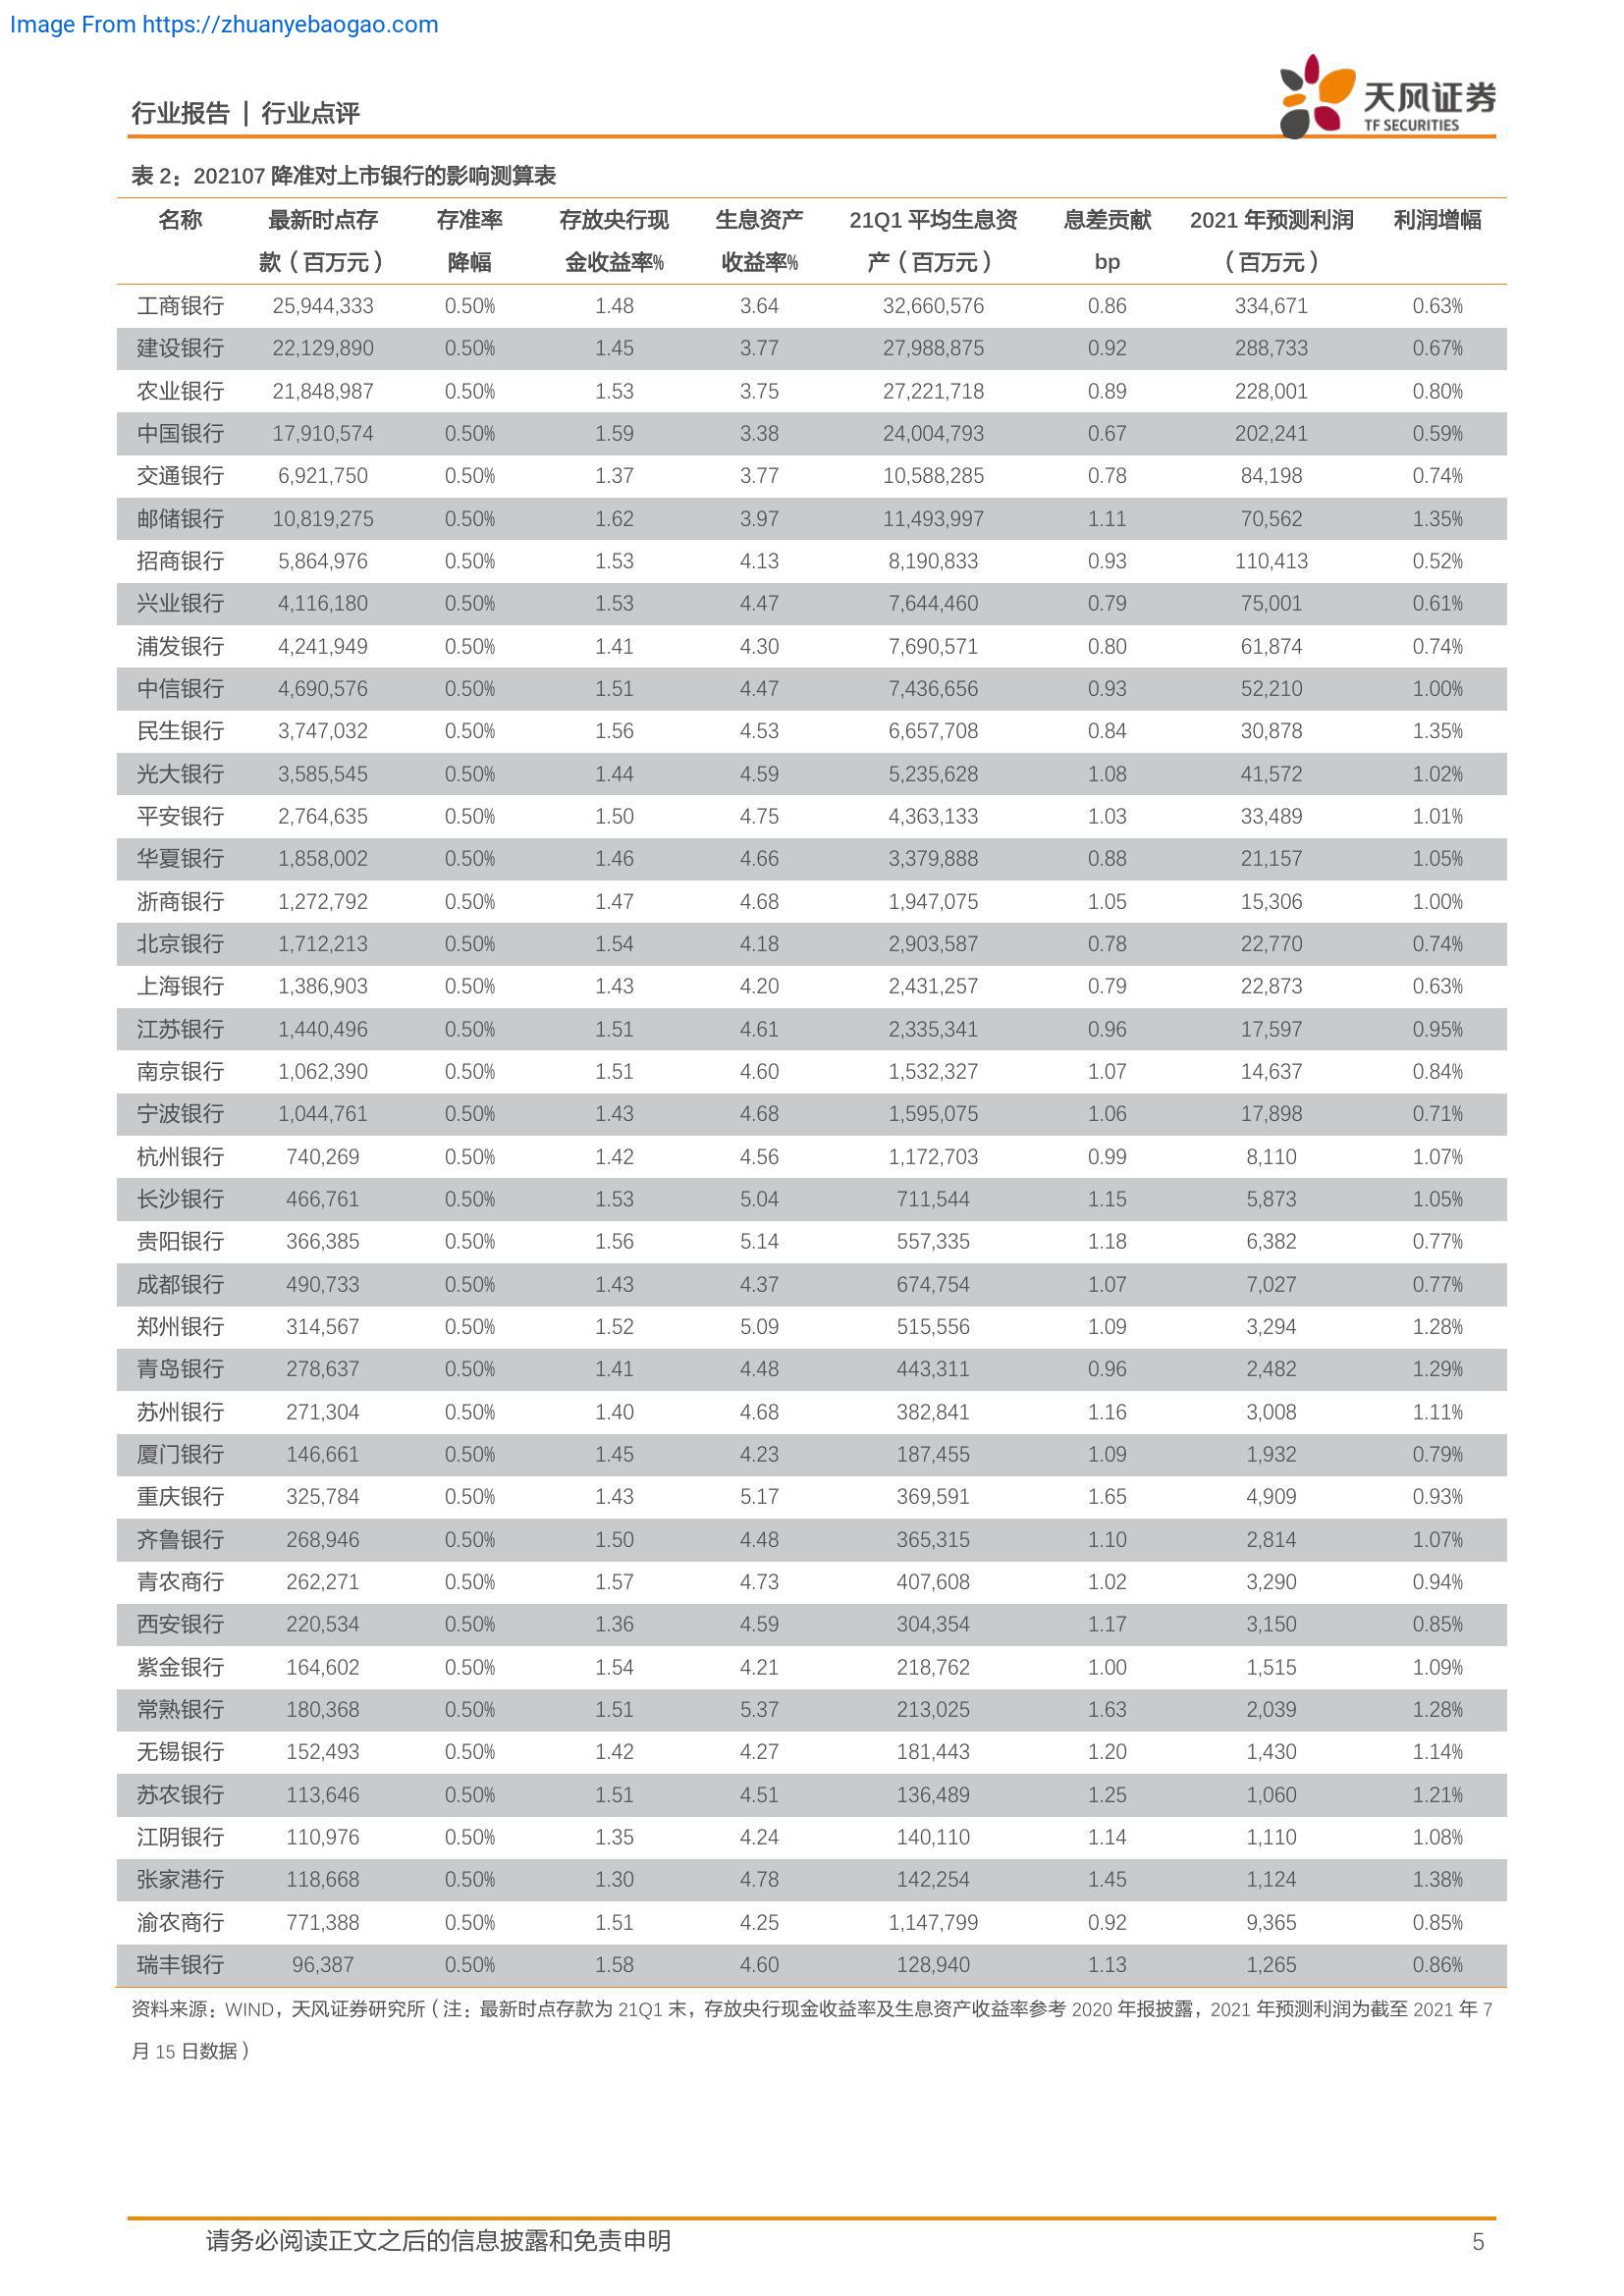 Image From https://zhuanyebaogao.com
行业报告 | 行业点评
天风证券
TF SECURITIES
表 2：202107 降准对上市银行的影响测算表
名称 最新时点存 存准率 存放央行现 生息资产 21Q1 平均生息资 息差贡献 2021 年预测利润 利润增幅
款（百万元） 降幅 金收益率% 收益率% 产（百万元） bp （百万元）
工商银行 25,944,333 0.50% 1.48 3.64 32,660,576 0.86 334,671 0.63%
建设银行 22,129,890 0.50% 1.45 3.77 27,988,875 0.92 288,733 0.67%
农业银行 21,848,987 0.50% 1.53 3.75 27,221,718 0.89 228,001 0.80%
中国银行 17,910,574 0.50% 1.59 3.38 24,004,793 0.67 202,241 0.59%
交通银行 6,921,750 0.50% 1.37 3.77 10,588,285 0.78 84,198 0.74%
邮储银行 10,819,275 0.50% 1.62 3.97 11,493,997 1.11 70,562 1.35%
招商银行 5,864,976 0.50% 1.53 4.13 8,190,833 0.93 110,413 0.52%
兴业银行 4,116,180 0.50% 1.53 4.47 7,644,460 0.79 75,001 0.61%
浦发银行 4,241,949 0.50% 1.41 4.30 7,690,571 0.80 61,874 0.74%
中信银行 4,690,576 0.50% 1.51 4.47 7,436,656 0.93 52,210 1.00%
民生银行 3,747,032 0.50% 1.56 4.53 6,657,708 0.84 30,878 1.35%
光大银行 3,585,545 0.50% 1.44 4.59 5,235,628 1.08 41,572 1.02%
平安银行 2,764,635 0.50% 1.50 4.75 4,363,133 1.03 33,489 1.01%
华夏银行 1,858,002 0.50% 1.46 4.66 3,379,888 0.88 21,157 1.05%
浙商银行 1,272,792 0.50% 1.47 4.68 1,947,075 1.05 15,306 1.00%
北京银行 1,712,213 0.50% 1.54 4.18 2,903,587 0.78 22,770 0.74%
上海银行 1,386,903 0.50% 1.43 4.20 2,431,257 0.79 22,873 0.63%
江苏银行 1,440,496 0.50% 1.51 4.61 2,335,341 0.96 17,597 0.95%
南京银行 1,062,390 0.50% 1.51 4.60 1,532,327 1.07 14,637 0.84%
宁波银行 1,044,761 0.50% 1.43 4.68 1,595,075 1.06 17,898 0.71%
杭州银行 740,269 0.50% 1.42 4.56 1,172,703 0.99 8,110 1.07%
长沙银行 466,761 0.50% 1.53 5.04 711,544 1.15 5,873 1.05%
贵阳银行 366,385 0.50% 1.56 5.14 557,335 1.18 6,382 0.77%
成都银行 490,733 0.50% 1.43 4.37 674,754 1.07 7,027 0.77%
郑州银行 314,567 0.50% 1.52 5.09 515,556 1.09 3,294 1.28%
青岛银行 278,637 0.50% 1.41 4.48 443,311 0.96 2,482 1.29%
苏州银行 271,304 0.50% 1.40 4.68 382,841 1.16 3,008 1.11%
厦门银行 146,661 0.50% 1.45 4.23 187,455 1.09 1,932 0.79%
重庆银行 325,784 0.50% 1.43 5.17 369,591 1.65 4,909 0.93%
齐鲁银行 268,946 0.50% 1.50 4.48 365,315 1.10 2,814 1.07%
青农商行 262,271 0.50% 1.57 4.73 407,608 1.02 3,290 0.94%
西安银行 220,534 0.50% 1.36 4.59 304,354 1.17 3,150 0.85%
紫金银行 164,602 0.50% 1.54 4.21 218,762 1.00 1,515 1.09%
常熟银行 180,368 0.50% 1.51 5.37 213,025 1.63 2,039 1.28%
无锡银行 152,493 0.50% 1.42 4.27 181,443 1.20 1,430 1.14%
苏农银行 113,646 0.50% 1.51 4.51 136,489 1.25 1,060 1.21%
江阴银行 110,976 0.50% 1.35 4.24 140,110 1.14 1,110 1.08%
张家港行 118,668 0.50% 1.30 4.78 142,254 1.45 1,124 1.38%
渝农商行 771,388 0.50% 1.51 4.25 1,147,799 0.92 9,365 0.85%
瑞丰银行 96,387 0.50% 1.58 4.60 128,940 1.13 1,265 0.86%
资料来源：WIND，天风证券研究所（注：最新时点存款为 21Q1 末，存放央行现金收益率及生息资产收益率参考 2020 年报披露，2021 年预测利润为截至 2021 年 7
月 15 日数据）
请务必阅读正文之后的信息披露和免责申明 5